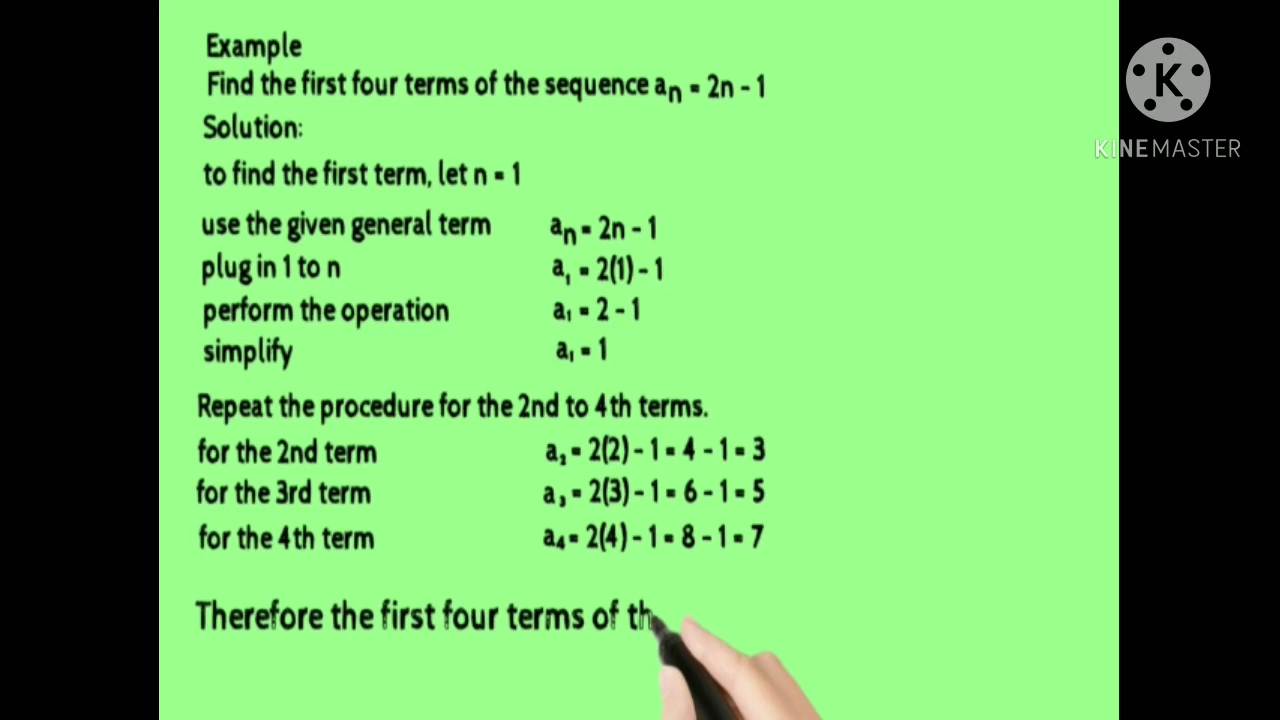 Example
Find the first four terms of the sequence aₙ = 2n - 1
Solution:
to find the first term, let n = 1
use the given general term aₙ = 2n - 1
plug in 1 to n a₁ = 2(1) - 1
perform the operation a₁ = 2 - 1
simplify a₁ = 1
Repeat the procedure for the 2nd to 4th terms.
for the 2nd term a₂ = 2(2) - 1 = 4 - 1 = 3
for the 3rd term a₃ = 2(3) - 1 = 6 - 1 = 5
for the 4th term a₄ = 2(4) - 1 = 8 - 1 = 7
Therefore the first four terms of th
K
KINEMASTER